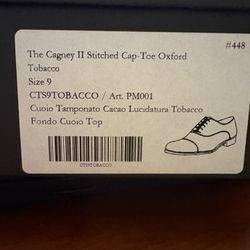 #448
The Cagney II Stitched Cap-Toe Oxford
Tobacco
Size 9
CTS9TOBACCO / Art. PM001
Cuoio Tamponato Cacao Lucidatura Tobacco
Fondo Cuoio Top
CTS9TOBACCO